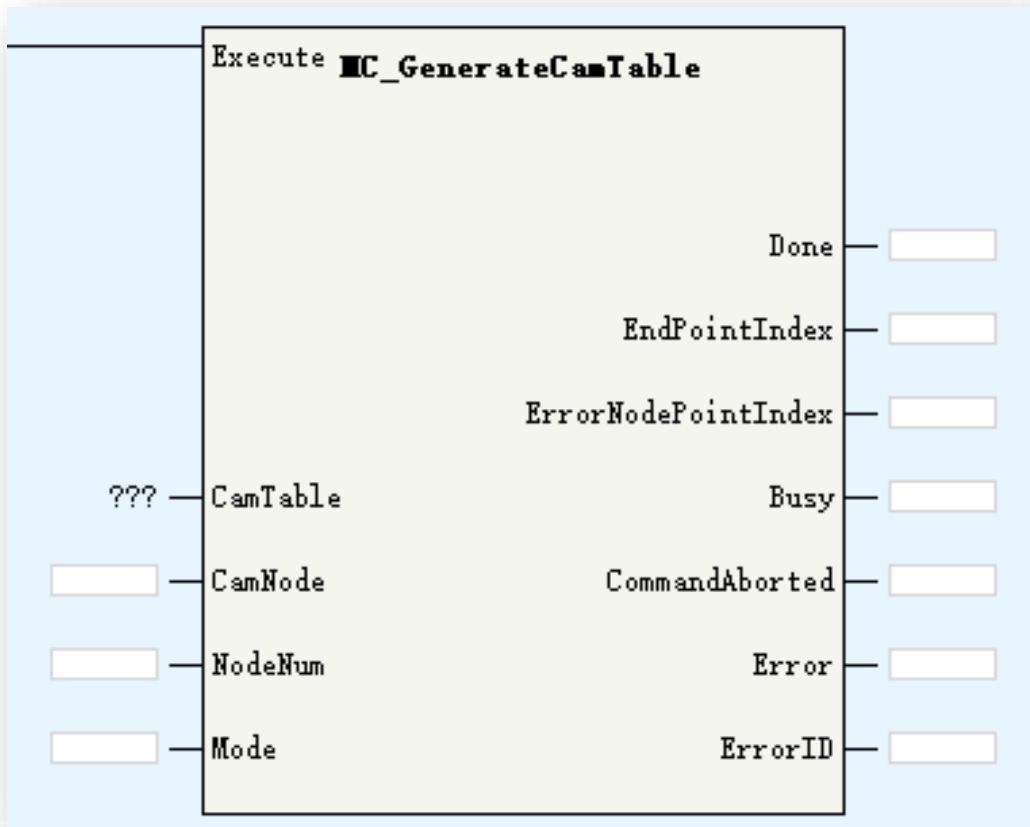 Execute
MC_GenerateCamTable
Done
EndPointIndex
ErrorNodePointIndex
??? CamTable Busy
CamNode CommandAborted
NodeNum Error
Mode ErrorID